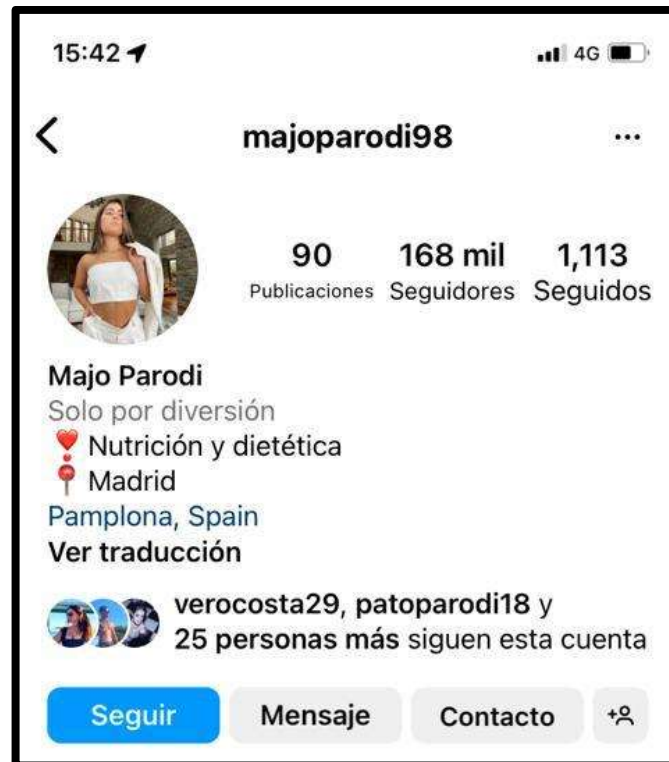 15:42
4G
majoparodi98
90 168 mil 1,113
Publicaciones Seguidores Seguidos
Majo Parodi
Solo por diversión
Nutrición y dietética
Madrid
Pamplona, Spain
Ver traducción
verocosta29, patoparodi18 y
25 personas más siguen esta cuenta
Seguir Mensaje Contacto